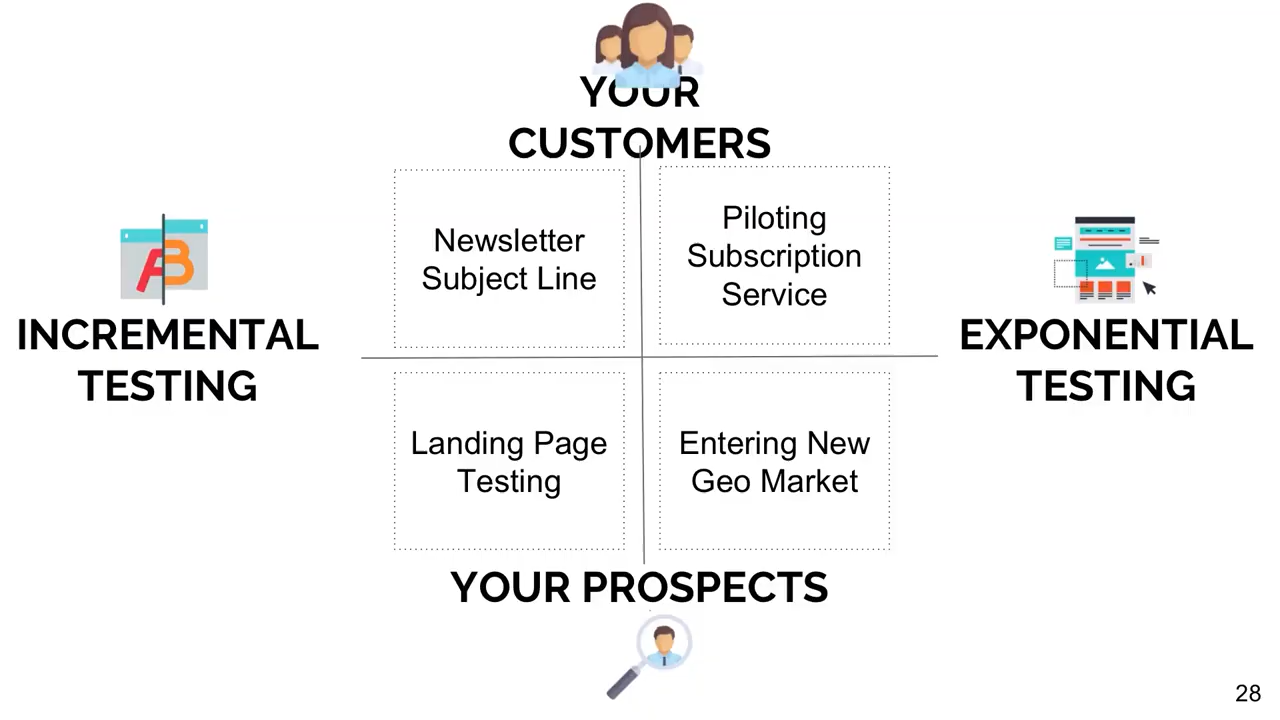 YOUR
CUSTOMERS
Newsletter
Subject Line
Piloting
Subscription
Service
AB
INCREMENTAL
TESTING
EXPONENTIAL
TESTING
Landing Page
Testing
Entering New
Geo Market
YOUR PROSPECTS
28